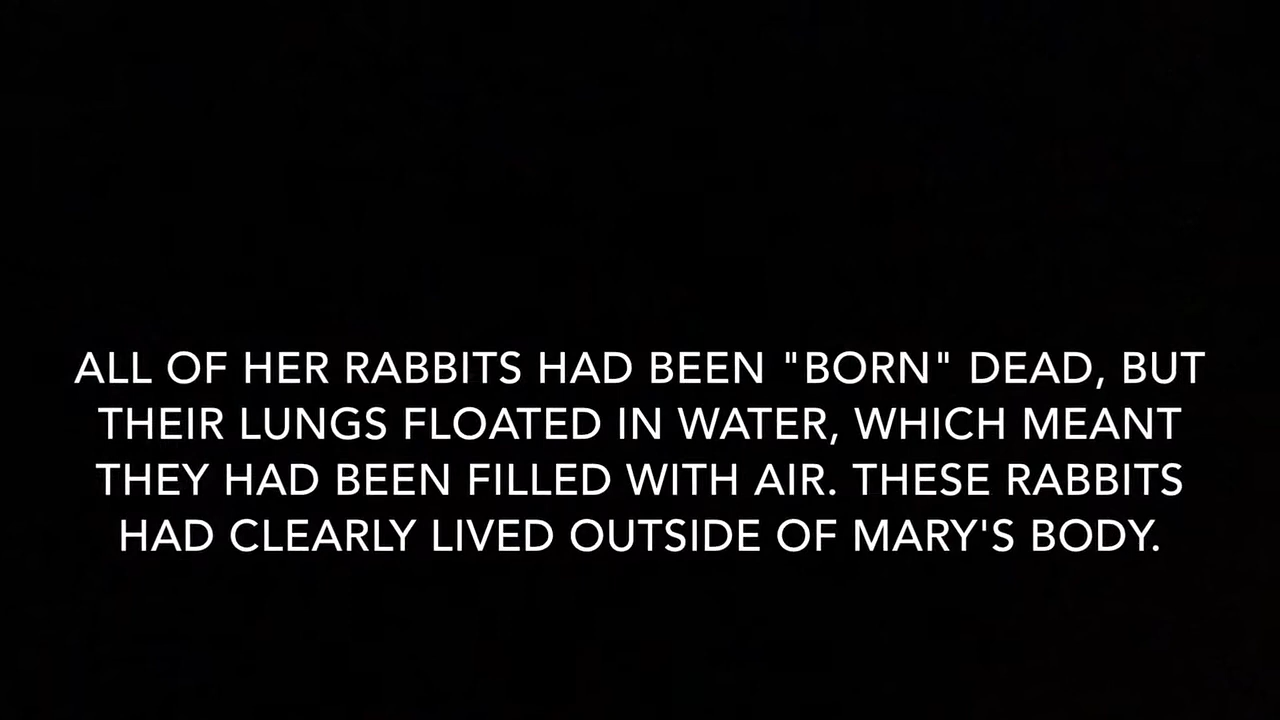 ALL OF HER RABBITS HAD BEEN "BORN" DEAD, BUT
THEIR LUNGS FLOATED IN WATER, WHICH MEANT
THEY HAD BEEN FILLED WITH AIR. THESE RABBITS
HAD CLEARLY LIVED OUTSIDE OF MARY'S BODY.